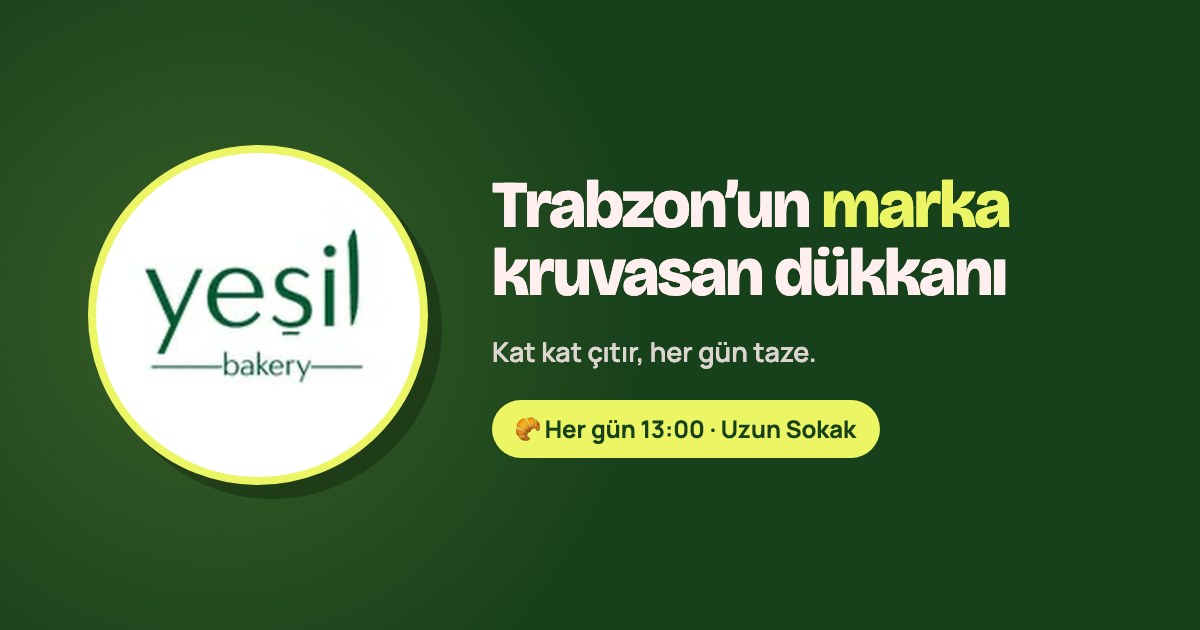 yeşil
bakery
Trabzon’un marka
kruvasan dükkanı
Kat kat çıtır, her gün taze.
🥐 Her gün 13:00 · Uzun Sokak